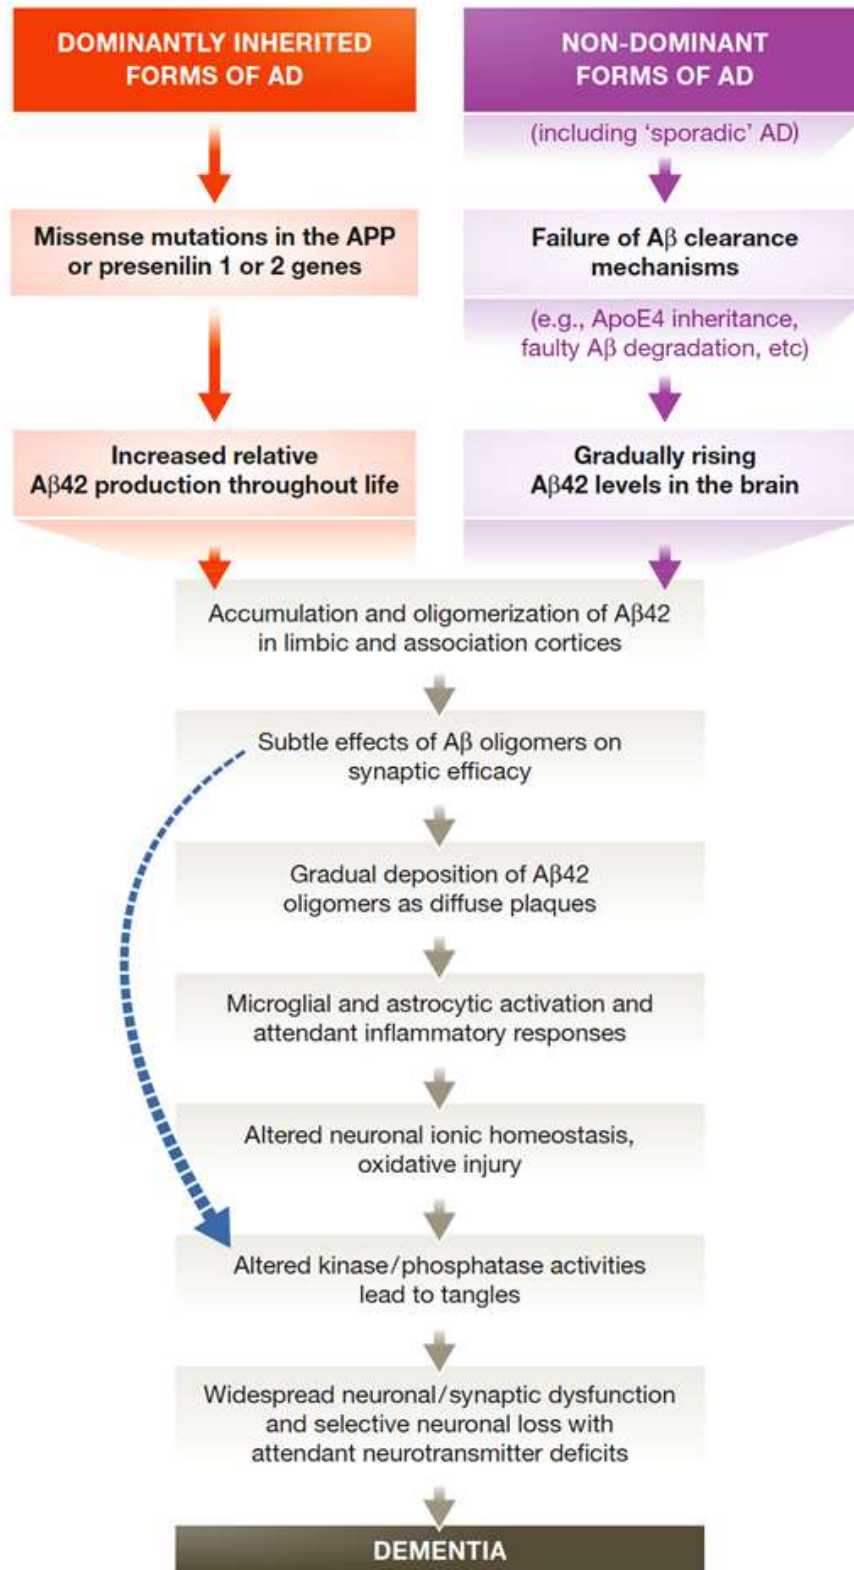 DOMINANTLY INHERITED
FORMS OF AD
NON-DOMINANT
FORMS OF AD
(including ‘sporadic’ AD)
Missense mutations in the APP
or presenilin 1 or 2 genes
Failure of Aβ clearance
mechanisms
(e.g., ApoE4 inheritance,
faulty Aβ degradation, etc)
Increased relative
Aβ42 production throughout life
Gradually rising
Aβ42 levels in the brain
Accumulation and oligomerization of Aβ42
in limbic and association cortices
Subtle effects of Aβ oligomers on
synaptic efficacy
Gradual deposition of Aβ42
oligomers as diffuse plaques
Microglial and astrocytic activation and
attendant inflammatory responses
Altered neuronal ionic homeostasis,
oxidative injury
Altered kinase/phosphatase activities
lead to tangles
Widespread neuronal/synaptic dysfunction
and selective neuronal loss with
attendant neurotransmitter deficits
DEMENTIA